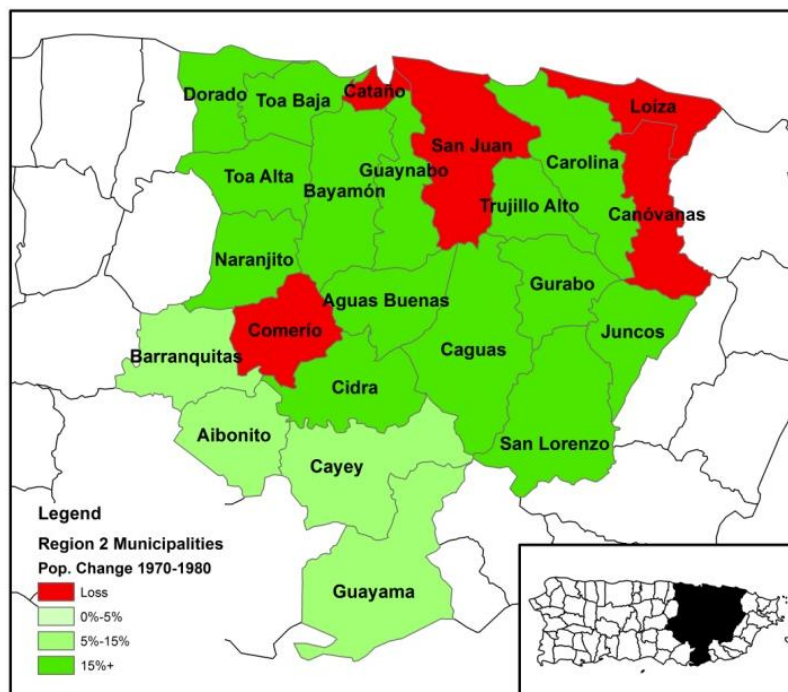 Dorado
Toa Baja
Cataño
Loíza
San Juan
Carolina
Toa Alta
Guaynabo
Bayamón
Trujillo Alto
Canóvanas
Naranjito
Gurabo
Aguas Buenas
Juncos
Comerío
Caguas
Barranquitas
Cidra
Aibonito
San Lorenzo
Cayey
Guayama
Legend
Region 2 Municipalities
Pop. Change 1970-1980
Loss
0%-5%
5%-15%
15%+